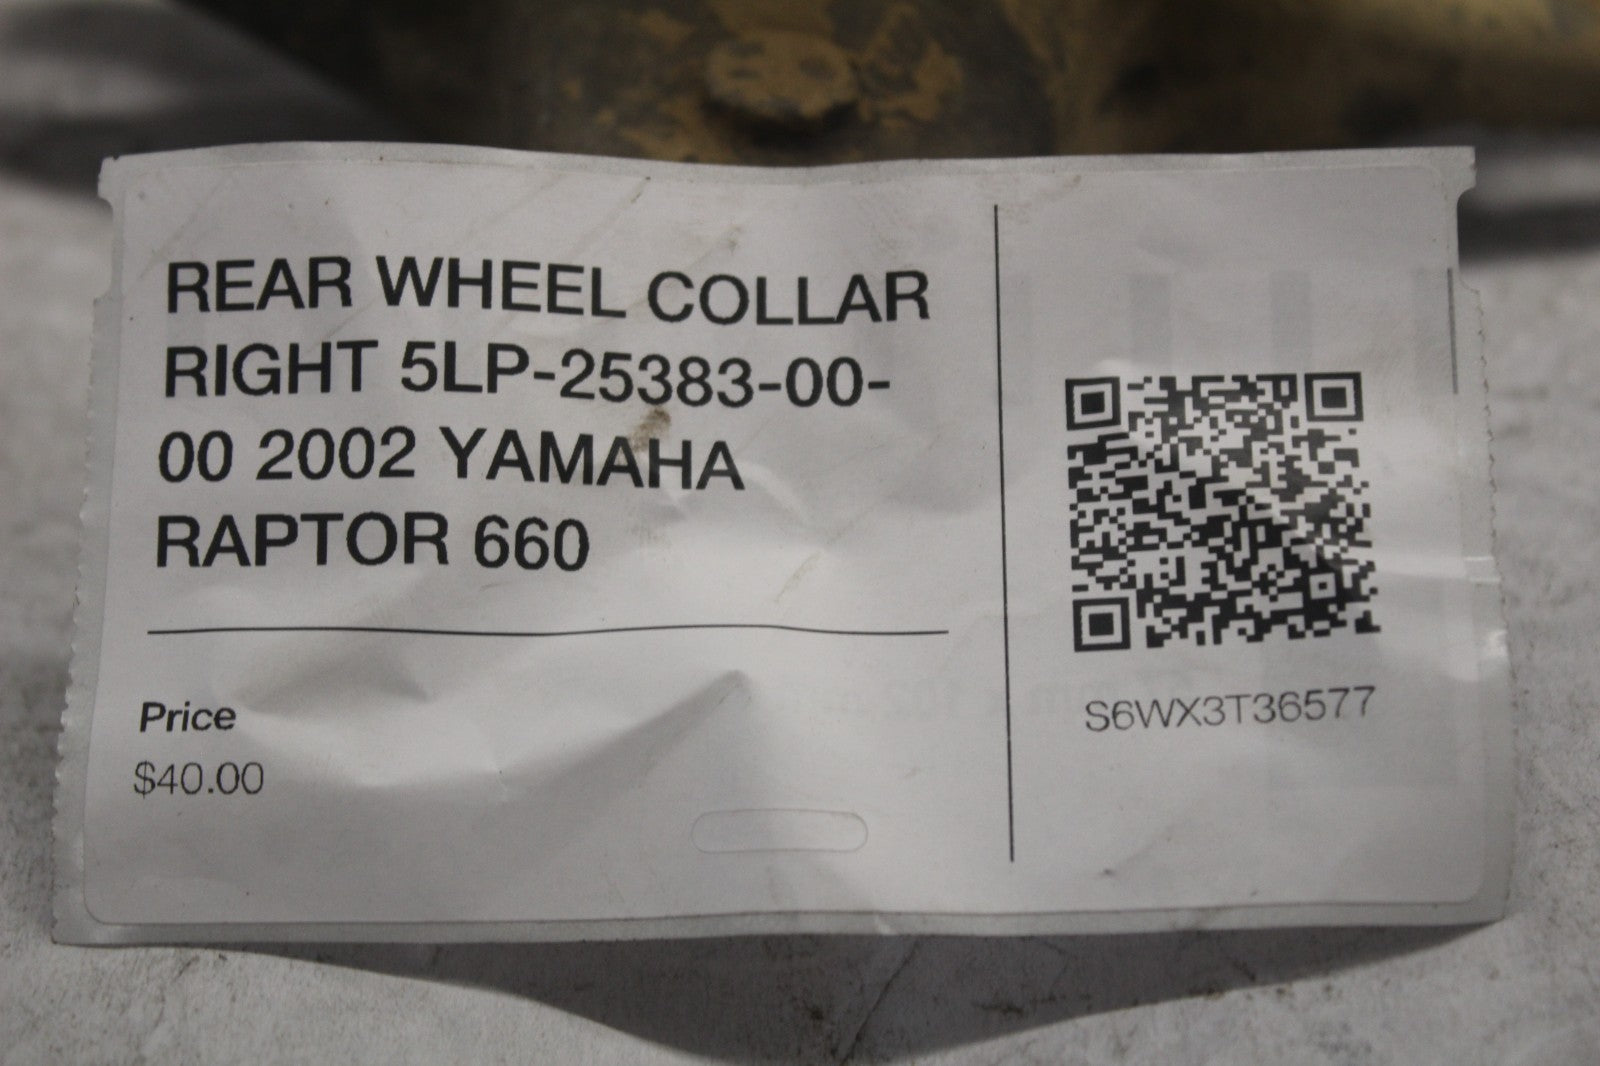 REAR WHEEL COLLAR
RIGHT 5LP-25383-00-
00 2002 YAMAHA
RAPTOR 660
Price
$40.00
S6WX3T36577